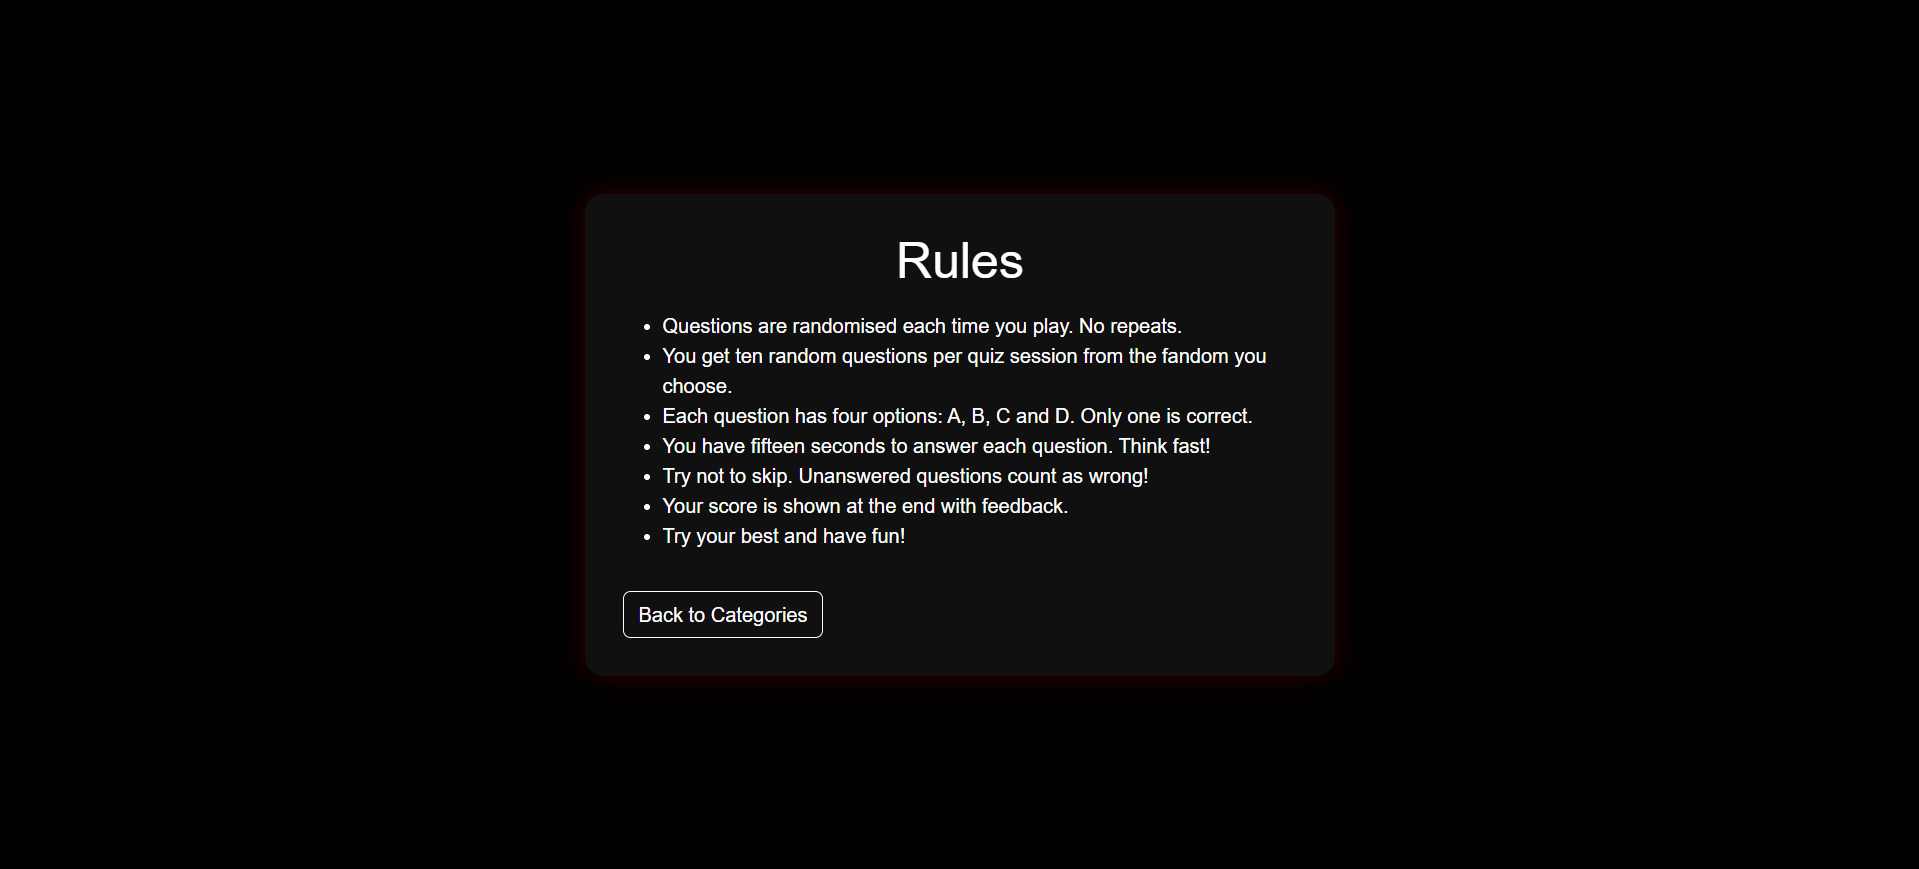 Rules
• Questions are randomised each time you play. No repeats.
• You get ten random questions per quiz session from the fandom you
choose.
• Each question has four options: A, B, C and D. Only one is correct.
• You have fifteen seconds to answer each question. Think fast!
• Try not to skip. Unanswered questions count as wrong!
• Your score is shown at the end with feedback.
• Try your best and have fun!
Back to Categories